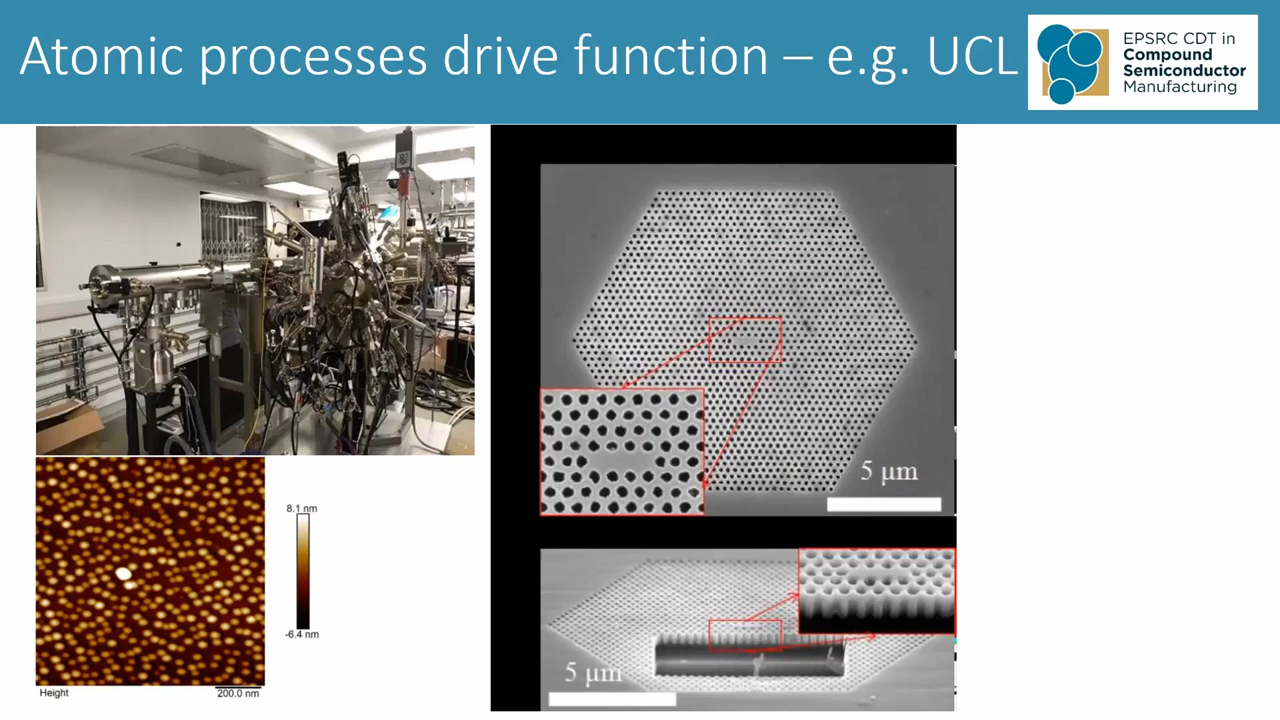 Atomic processes drive function – e.g. UCL
EPSRC CDT in
Compound
Semiconductor
Manufacturing
5 µm
8.1 nm
-6.4 nm
Height
200.0 nm
5 µm